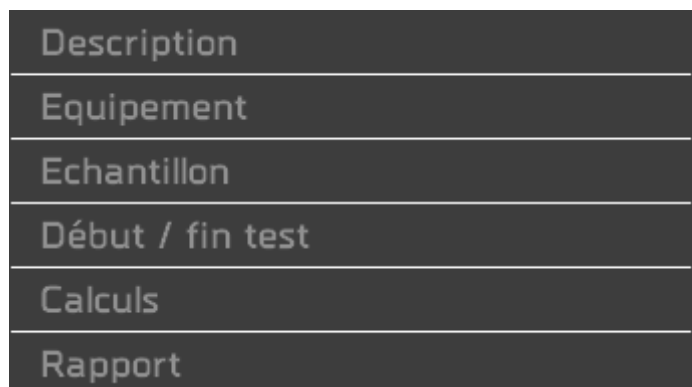 Description
Equipement
Echantillon
Début / fin test
Calculs
Rapport